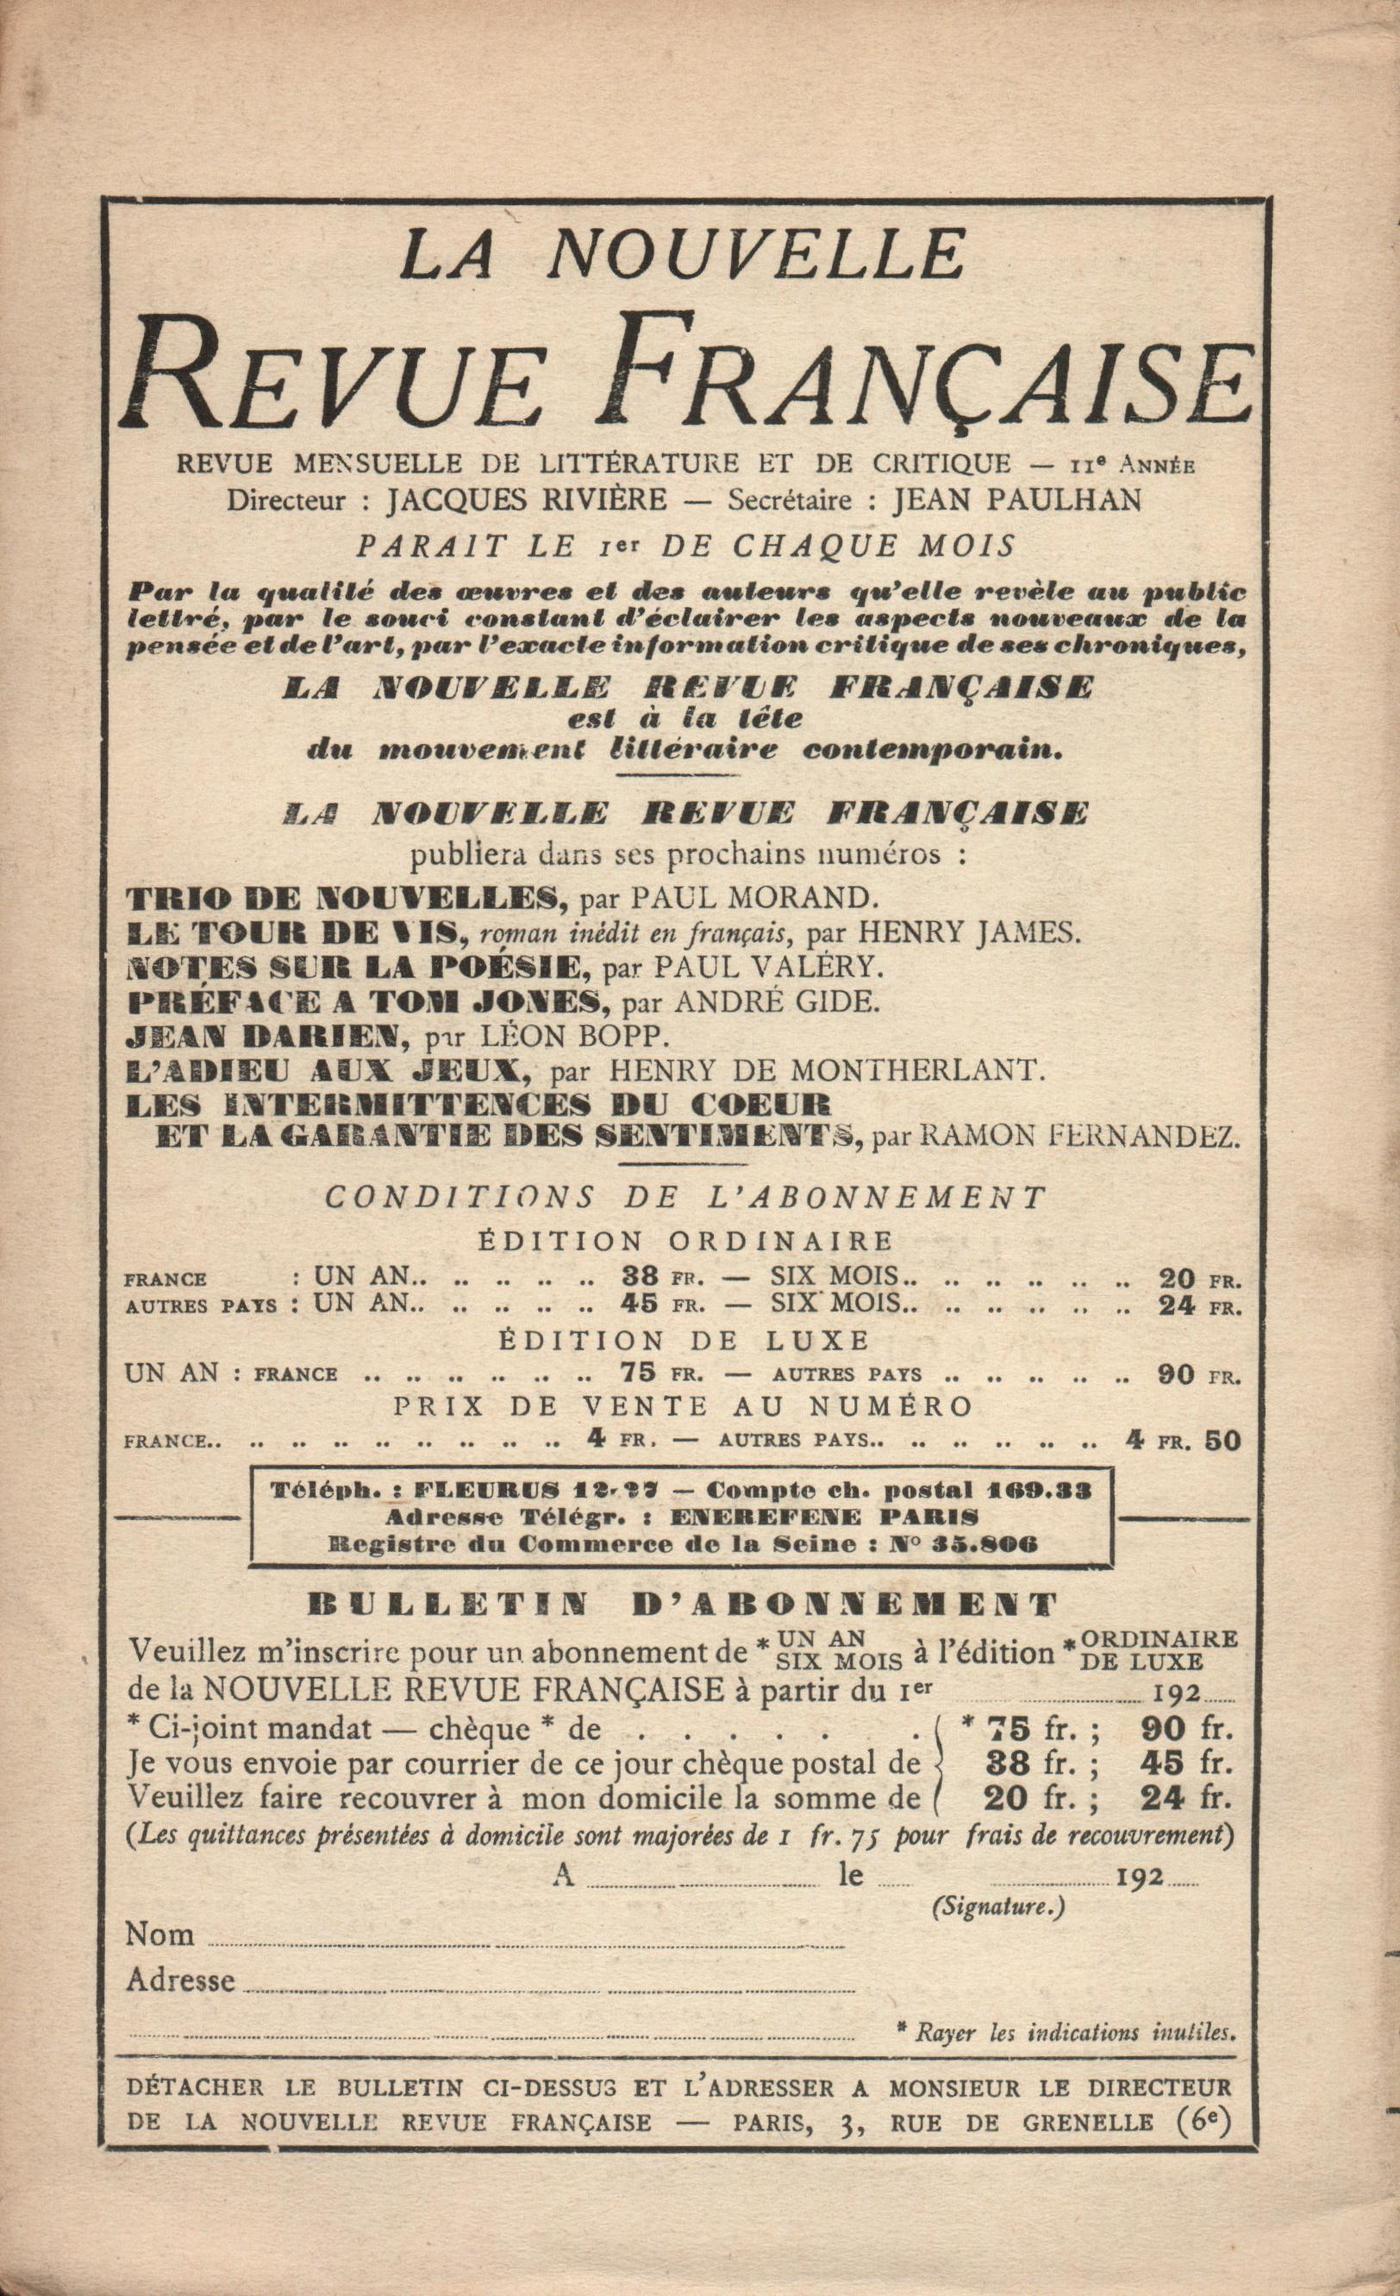 LA NOUVELLE
REVUE FRANÇAISE
REVUE MENSUELLE DE LITTÉRATURE ET DE CRITIQUE — 11e ANNÉE
Directeur : JACQUES RIVIÈRE — Secrétaire : JEAN PAULHAN
PARAIT LE 1er DE CHAQUE MOIS
Par la qualité des œuvres et des auteurs qu'elle revèle au public
lettré, par le souci constant d'éclairer les aspects nouveaux de la
pensée et de l'art, par l'exacte information critique de ses chroniques,
LA NOUVELLE REVUE FRANÇAISE
est à la tête
du mouvement littéraire contemporain.
LA NOUVELLE REVUE FRANÇAISE
publiera dans ses prochains numéros :
TRIO DE NOUVELLES, par PAUL MORAND.
LE TOUR DE VIS, roman inédit en français, par HENRY JAMES.
NOTES SUR LA POÉSIE, par PAUL VALÉRY.
PRÉFACE A TOM JONES, par ANDRÉ GIDE.
JEAN DARIEN, par LÉON BOPP.
L'ADIEU AUX JEUX, par HENRY DE MONTHERLANT.
LES INTERMITTENCES DU COEUR
ET LA GARANTIE DES SENTIMENTS, par RAMON FERNANDEZ.
CONDITIONS DE L'ABONNEMENT
ÉDITION ORDINAIRE
FRANCE : UN AN.. .. .. .. .. 38 FR. — SIX MOIS.. .. .. .. .. .. 20 FR.
AUTRES PAYS : UN AN.. .. .. .. .. 45 FR. — SIX MOIS.. .. .. .. .. .. 24 FR.
ÉDITION DE LUXE
UN AN : FRANCE .. .. .. .. .. .. 75 FR. — AUTRES PAYS .. .. .. .. .. 90 FR.
PRIX DE VENTE AU NUMÉRO
FRANCE.. .. .. .. .. .. .. .. .. 4 FR. — AUTRES PAYS.. .. .. .. .. .. 4 FR. 50
Téléph. : FLEURUS 12-27 — Compte ch. postal 169.33
Adresse Télégr. : ENEREFENE PARIS
Registre du Commerce de la Seine : No 35.806
BULLETIN D'ABONNEMENT
Veuillez m'inscrire pour un abonnement de * UN AN SIX MOIS à l'édition * ORDINAIRE DE LUXE
de la NOUVELLE REVUE FRANÇAISE à partir du 1er 192
* Ci-joint mandat — chèque * de . . . . . . * 75 fr. ; 90 fr.
Je vous envoie par courrier de ce jour chèque postal de 38 fr. ; 45 fr.
Veuillez faire recouvrer à mon domicile la somme de 20 fr. ; 24 fr.
(Les quittances présentées à domicile sont majorées de 1 fr. 75 pour frais de recouvrement)
A le 192
(Signature.)
Nom
Adresse
* Rayer les indications inutiles.
DÉTACHER LE BULLETIN CI-DESSUS ET L'ADRESSER A MONSIEUR LE DIRECTEUR
DE LA NOUVELLE REVUE FRANÇAISE — PARIS, 3, RUE DE GRENELLE (6e)